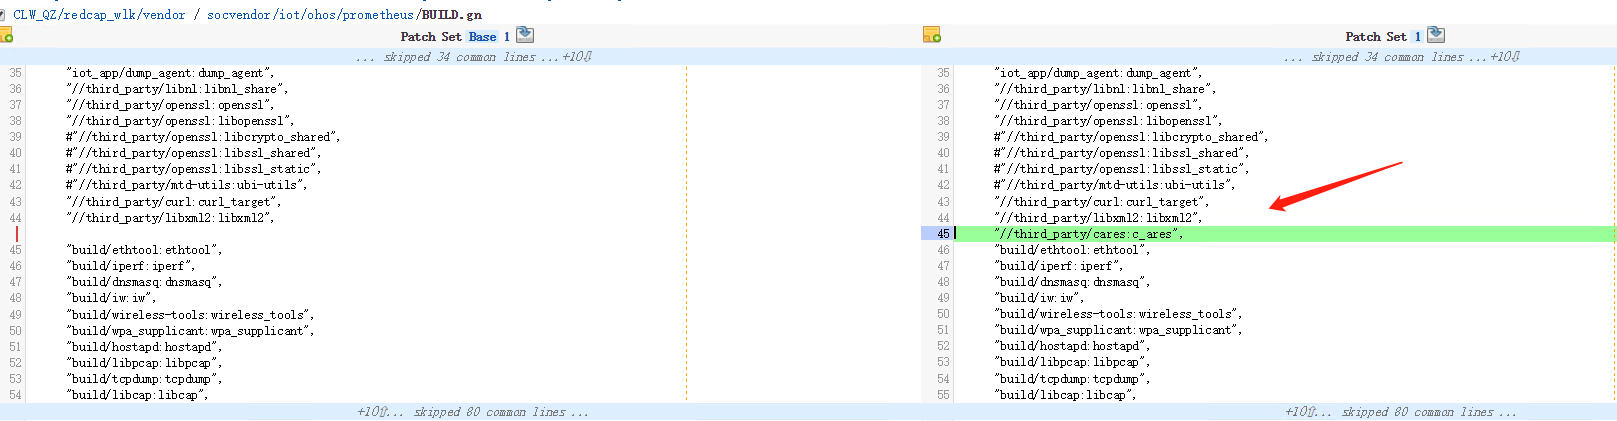 CLW_QZ/redcap_wlk/vendor / socvendor/iot/ohos/prometheus/BUILD.gn
Patch Set Base 1
... skipped 34 common lines ...+10⇩
35 "iot_app/dump_agent:dump_agent",
36 "//third_party/libnl:libnl_share",
37 "//third_party/openssl:openssl",
38 "//third_party/openssl:libopenssl",
39 #"//third_party/openssl:libcrypto_shared",
40 #"//third_party/openssl:libssl_shared",
41 #"//third_party/openssl:libssl_static",
42 #"//third_party/mtd-utils:ubi-utils",
43 "//third_party/curl:curl_target",
44 "//third_party/libxml2:libxml2",
45 "build/ethtool:ethtool",
46 "build/iperf:iperf",
47 "build/dnsmasq:dnsmasq",
48 "build/iw:iw",
49 "build/wireless-tools:wireless_tools",
50 "build/wpa_supplicant:wpa_supplicant",
51 "build/hostapd:hostapd",
52 "build/libpcap:libpcap",
53 "build/tcpdump:tcpdump",
54 "build/libcap:libcap",
+10⇧... skipped 80 common lines ...
Patch Set 1
... skipped 34 common lines ...+10⇩
35 "iot_app/dump_agent:dump_agent",
36 "//third_party/libnl:libnl_share",
37 "//third_party/openssl:openssl",
38 "//third_party/openssl:libopenssl",
39 #"//third_party/openssl:libcrypto_shared",
40 #"//third_party/openssl:libssl_shared",
41 #"//third_party/openssl:libssl_static",
42 #"//third_party/mtd-utils:ubi-utils",
43 "//third_party/curl:curl_target",
44 "//third_party/libxml2:libxml2",
45 "//third_party/cares:c_ares",
46 "build/ethtool:ethtool",
47 "build/iperf:iperf",
48 "build/dnsmasq:dnsmasq",
49 "build/iw:iw",
50 "build/wireless-tools:wireless_tools",
51 "build/wpa_supplicant:wpa_supplicant",
52 "build/hostapd:hostapd",
53 "build/libpcap:libpcap",
54 "build/tcpdump:tcpdump",
55 "build/libcap:libcap",
+10⇧... skipped 80 common lines ...